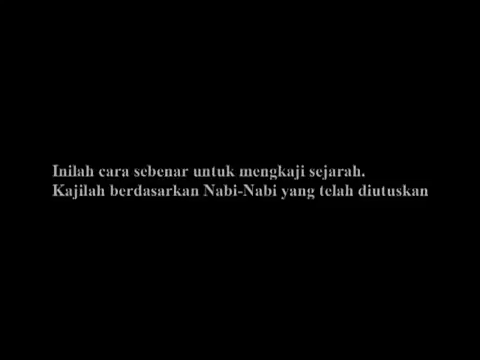 Inilah cara sebenar untuk mengkaji sejarah.
Kajilah berdasarkan Nabi-Nabi yang telah diutuskan